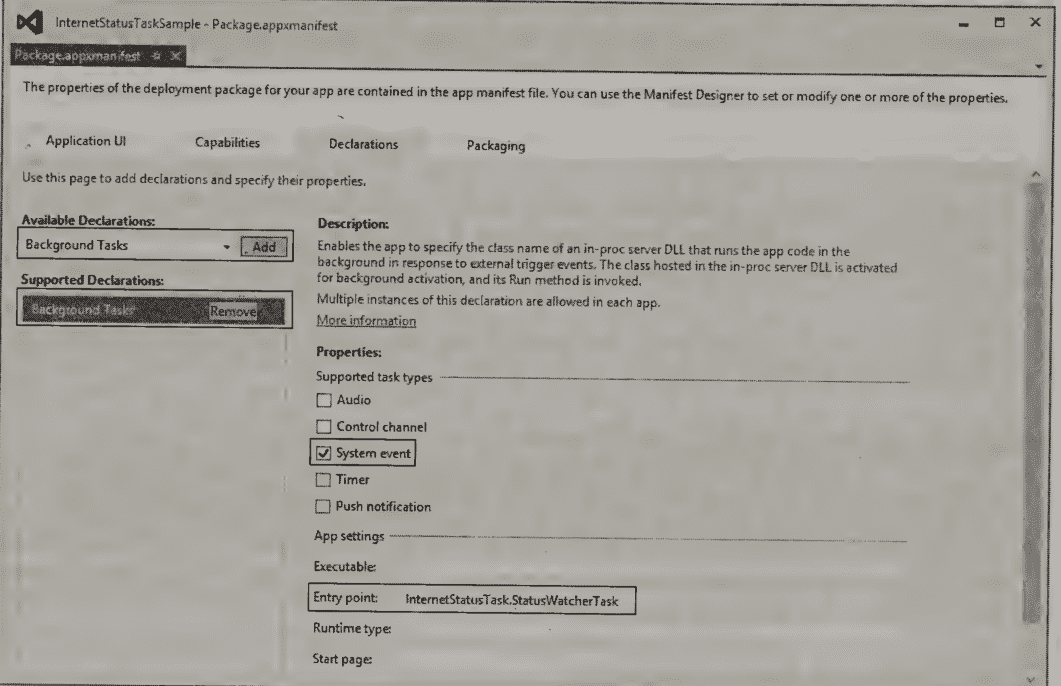 InternetStatusTaskSample - Package.appxmanifest
Package.appxmanifest
The properties of the deployment package for your app are contained in the app manifest file. You can use the Manifest Designer to set or modify one or more of the properties.
Application UI
Capabilities
Declarations
Packaging
Use this page to add declarations and specify their properties.
Available Declarations:
Background Tasks
Add
Supported Declarations:
Background Tasks
Remove
Description:
Enables the app to specify the class name of an in-proc server DLL that runs the app code in the
background in response to external trigger events. The class hosted in the in-proc server DLL is activated
for background activation, and its Run method is invoked.
Multiple instances of this declaration are allowed in each app.
More information
Properties:
Supported task types
Audio
Control channel
System event
Timer
Push notification
App settings
Executable:
Entry point: InternetStatusTask.StatusWatcherTask
Runtime type:
Start page: